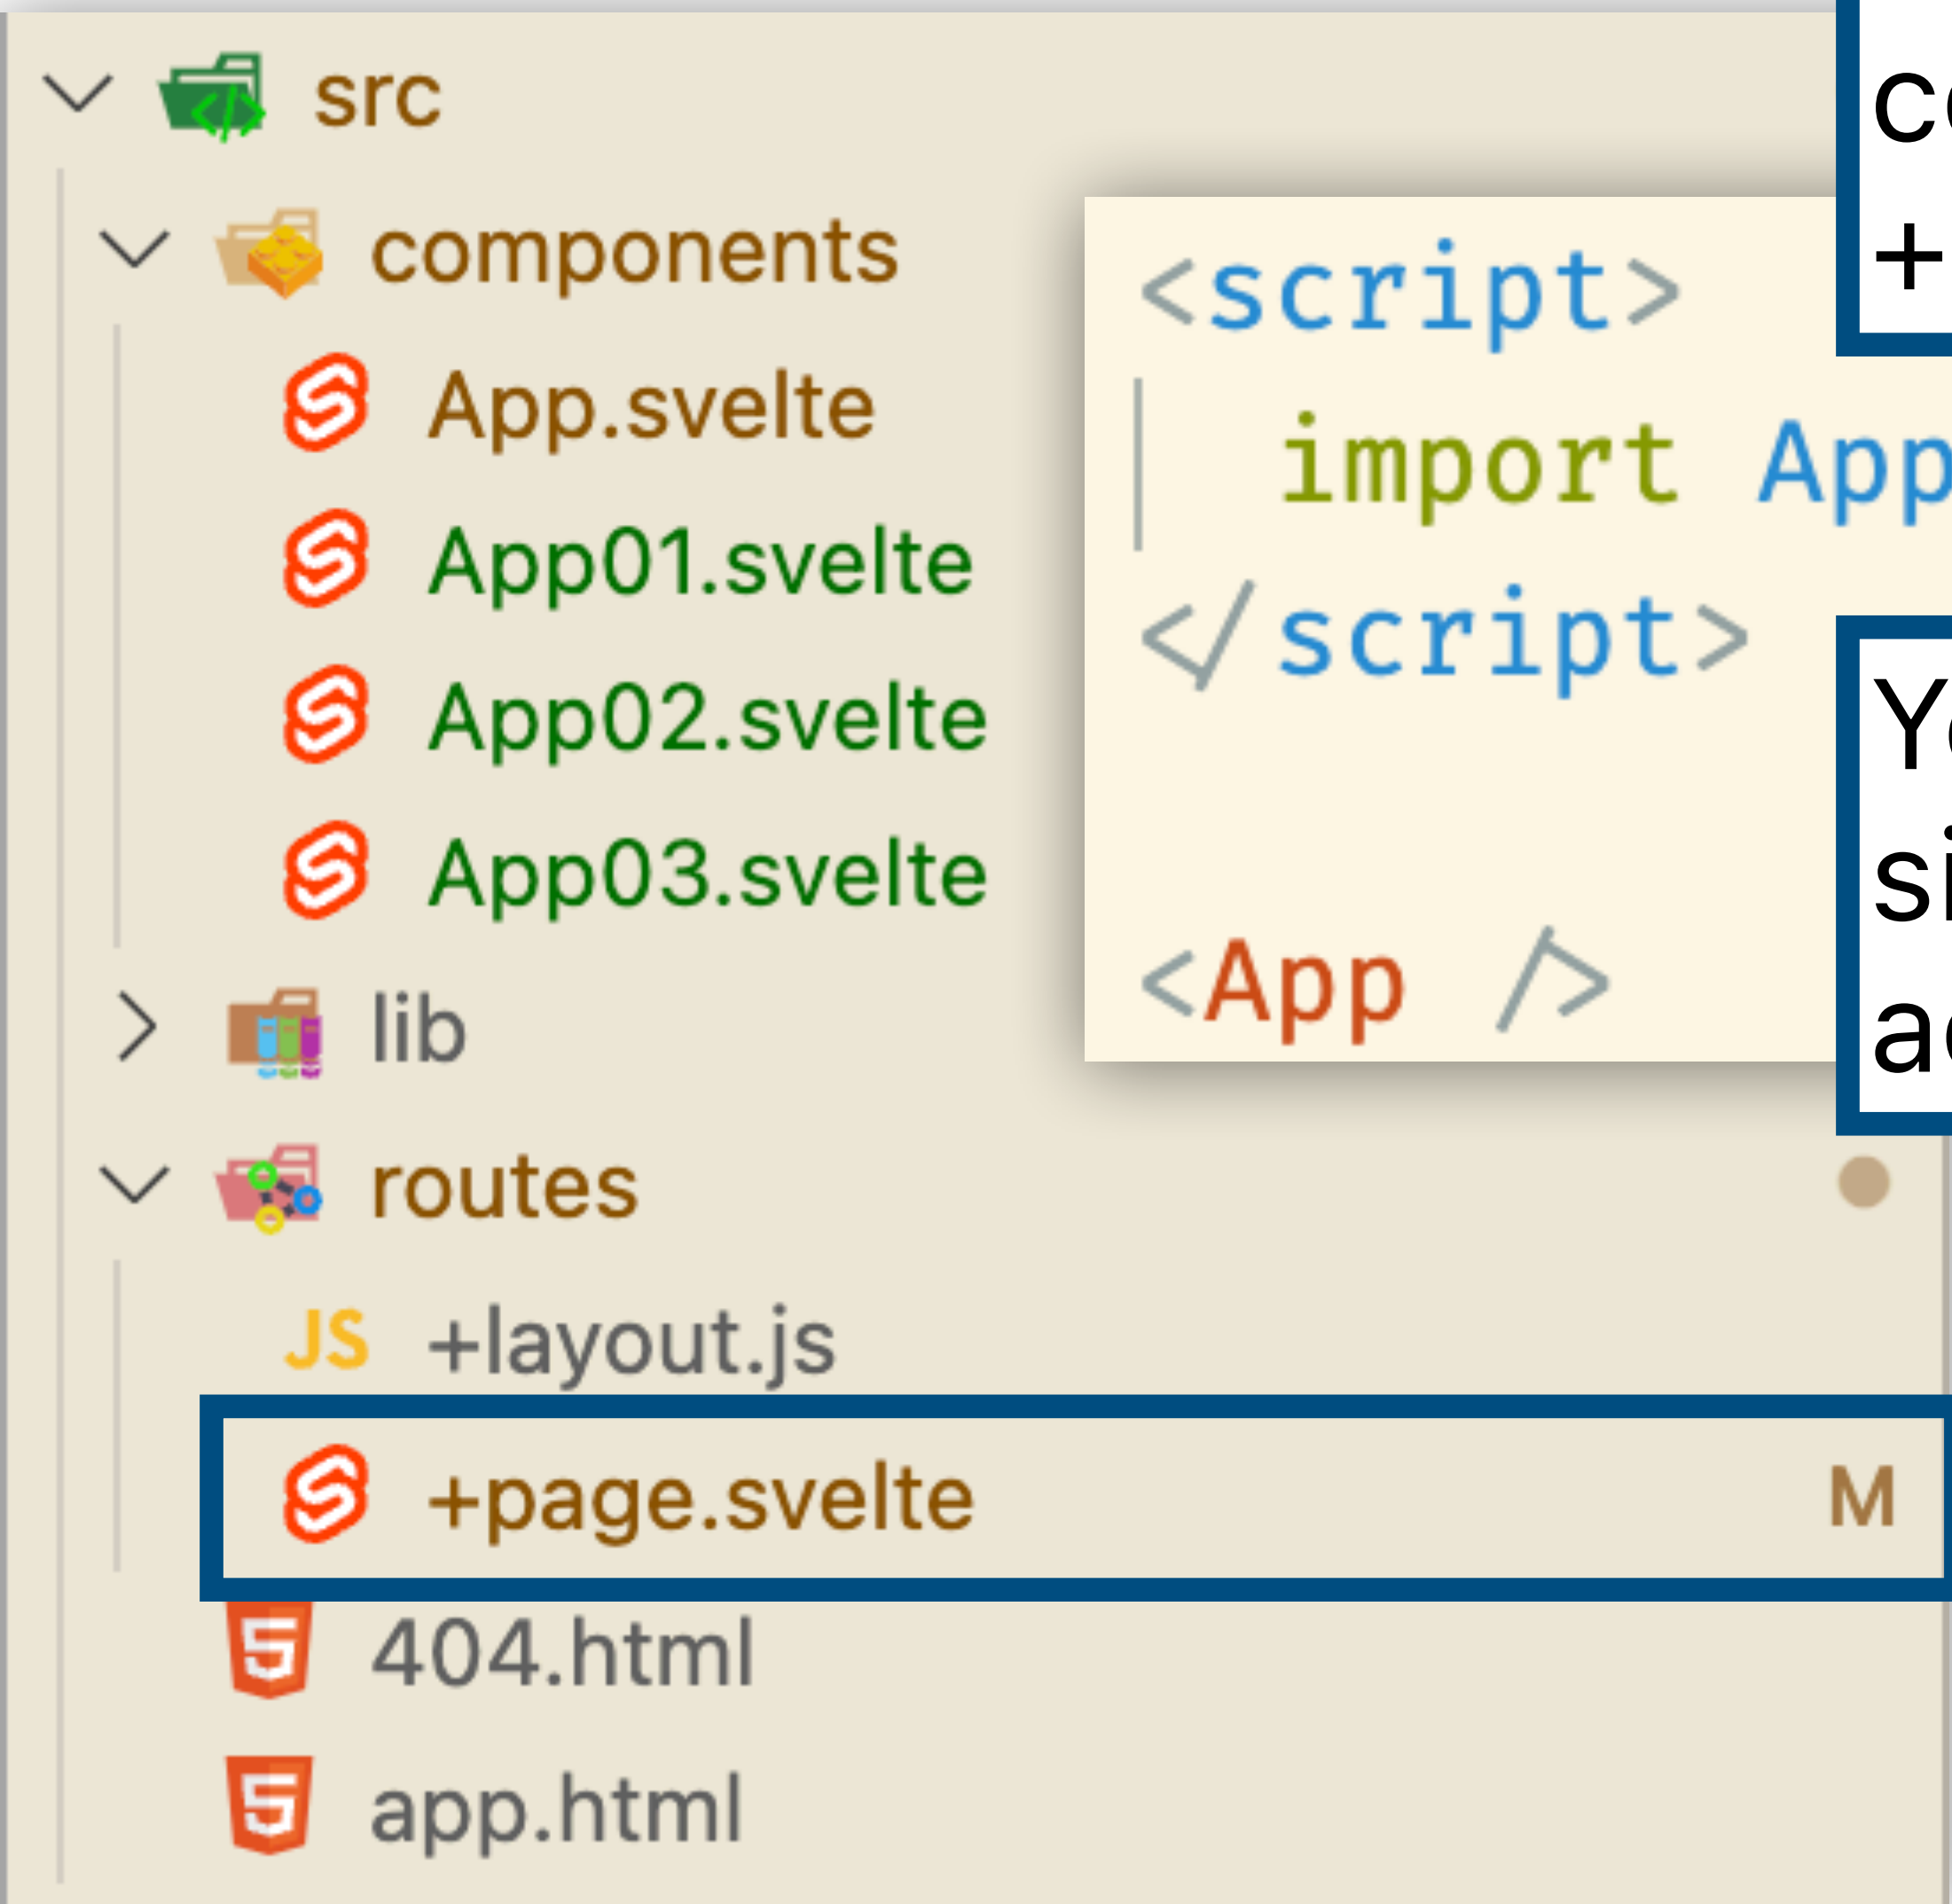 src
components
App.svelte
App01.svelte
App02.svelte
App03.svelte
lib
routes
JS +layout.js
+page.svelte M
404.html
app.html
<script>
import App
</script>
<App />
+